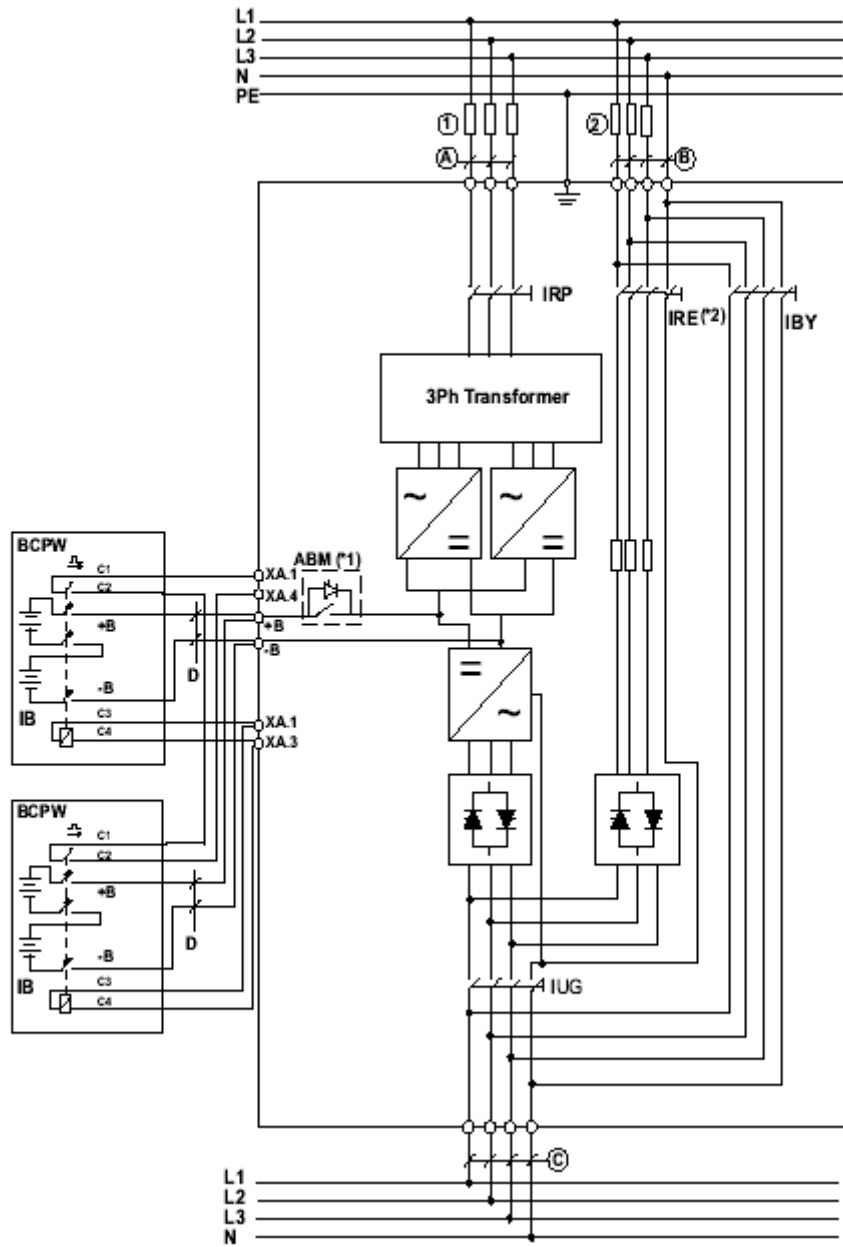 L1
L2
L3
N
PE
1
2
A
B
IRP
IRE (*2)
IBY
3Ph Transformer
~
=
~
=
BCPW
C1
C2
+B
-B
C3
C4
IB
D
XA.1
XA.4
+B
-B
XA.1
XA.3
ABM (*1)
=
~
BCPW
C1
C2
+B
-B
C3
C4
IB
D
IUG
C
L1
L2
L3
N